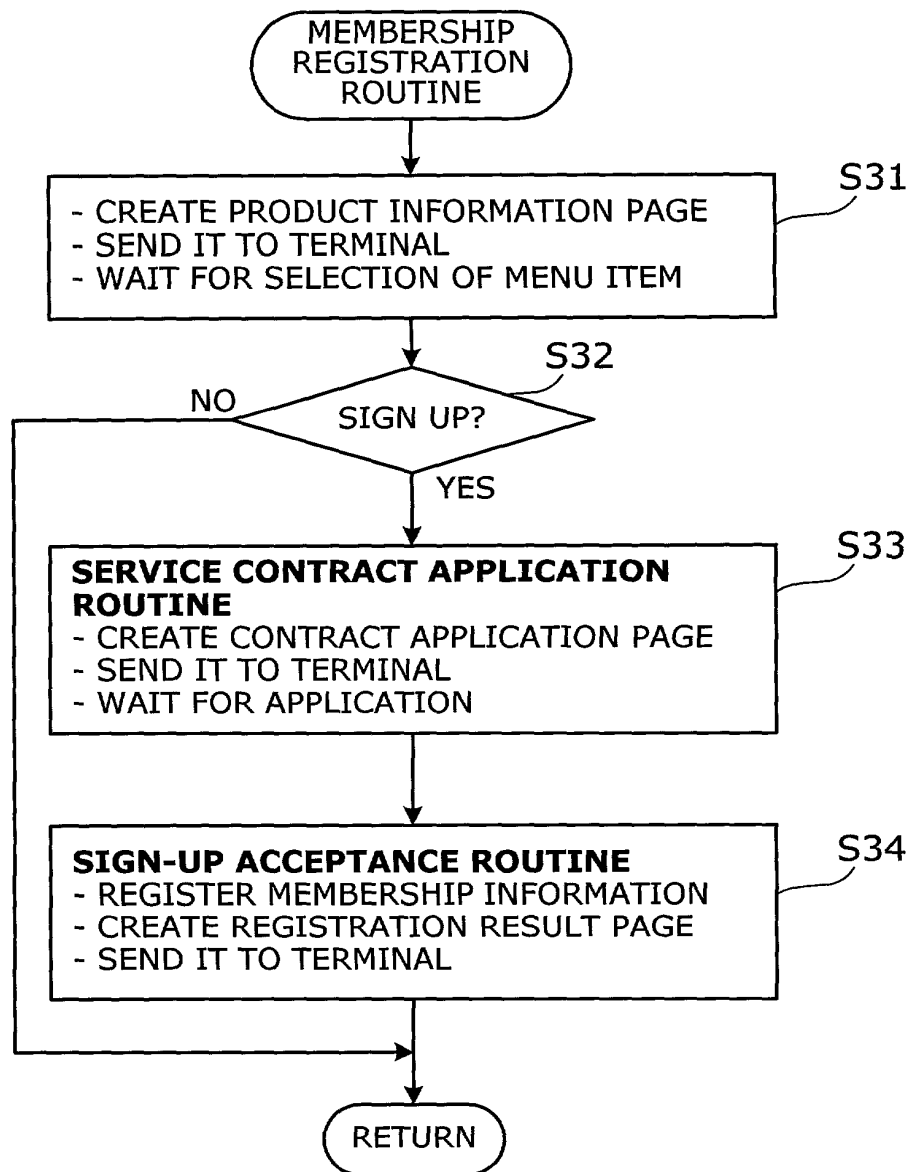 MEMBERSHIP
REGISTRATION
ROUTINE
S31
- CREATE PRODUCT INFORMATION PAGE
- SEND IT TO TERMINAL
- WAIT FOR SELECTION OF MENU ITEM
S32
NO
SIGN UP?
YES
S33
SERVICE CONTRACT APPLICATION
ROUTINE
- CREATE CONTRACT APPLICATION PAGE
- SEND IT TO TERMINAL
- WAIT FOR APPLICATION
S34
SIGN-UP ACCEPTANCE ROUTINE
- REGISTER MEMBERSHIP INFORMATION
- CREATE REGISTRATION RESULT PAGE
- SEND IT TO TERMINAL
RETURN